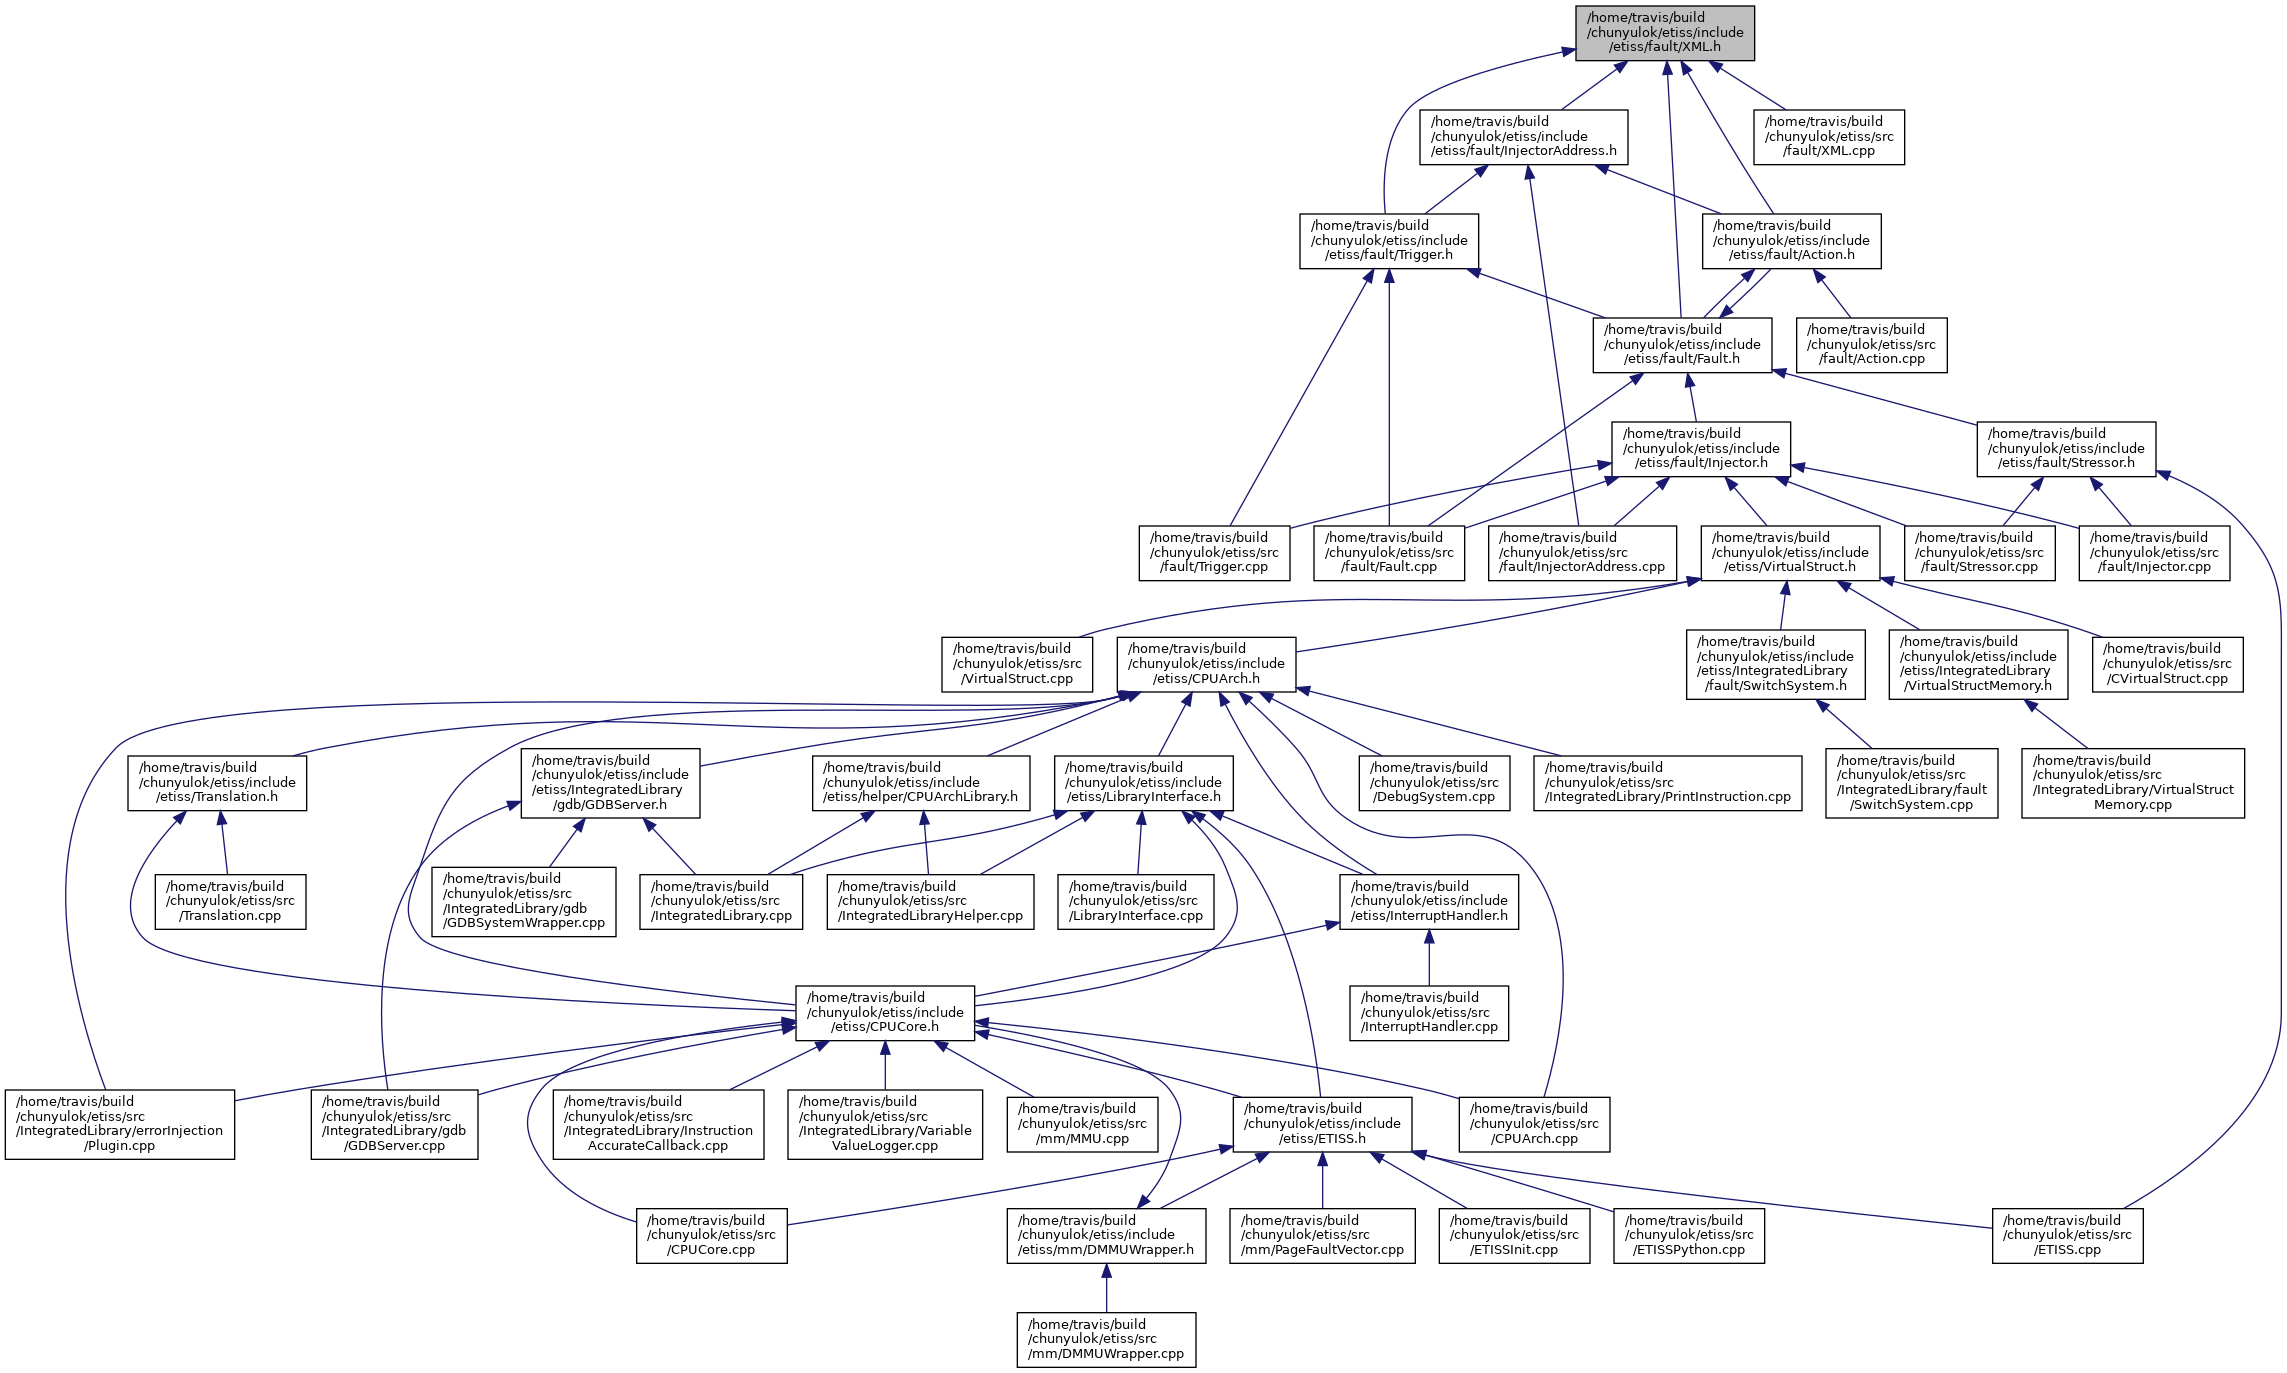 /home/travis/build
/chunyulok/etiss/include
/etiss/fault/XML.h
/home/travis/build
/chunyulok/etiss/include
/etiss/fault/InjectorAddress.h
/home/travis/build
/chunyulok/etiss/src
/fault/XML.cpp
/home/travis/build
/chunyulok/etiss/include
/etiss/fault/Trigger.h
/home/travis/build
/chunyulok/etiss/include
/etiss/fault/Action.h
/home/travis/build
/chunyulok/etiss/include
/etiss/fault/Fault.h
/home/travis/build
/chunyulok/etiss/src
/fault/Action.cpp
/home/travis/build
/chunyulok/etiss/include
/etiss/fault/Injector.h
/home/travis/build
/chunyulok/etiss/include
/etiss/fault/Stressor.h
/home/travis/build
/chunyulok/etiss/src
/fault/Trigger.cpp
/home/travis/build
/chunyulok/etiss/src
/fault/Fault.cpp
/home/travis/build
/chunyulok/etiss/src
/fault/InjectorAddress.cpp
/home/travis/build
/chunyulok/etiss/include
/etiss/VirtualStruct.h
/home/travis/build
/chunyulok/etiss/src
/fault/Stressor.cpp
/home/travis/build
/chunyulok/etiss/src
/fault/Injector.cpp
/home/travis/build
/chunyulok/etiss/src
/VirtualStruct.cpp
/home/travis/build
/chunyulok/etiss/include
/etiss/CPUArch.h
/home/travis/build
/chunyulok/etiss/include
/etiss/IntegratedLibrary
/fault/SwitchSystem.h
/home/travis/build
/chunyulok/etiss/include
/etiss/IntegratedLibrary
/VirtualStructMemory.h
/home/travis/build
/chunyulok/etiss/src
/CVirtualStruct.cpp
/home/travis/build
/chunyulok/etiss/include
/etiss/Translation.h
/home/travis/build
/chunyulok/etiss/include
/etiss/IntegratedLibrary
/gdb/GDBServer.h
/home/travis/build
/chunyulok/etiss/include
/etiss/helper/CPUArchLibrary.h
/home/travis/build
/chunyulok/etiss/include
/etiss/LibraryInterface.h
/home/travis/build
/chunyulok/etiss/src
/DebugSystem.cpp
/home/travis/build
/chunyulok/etiss/src
/IntegratedLibrary/PrintInstruction.cpp
/home/travis/build
/chunyulok/etiss/src
/IntegratedLibrary/fault
/SwitchSystem.cpp
/home/travis/build
/chunyulok/etiss/src
/IntegratedLibrary/VirtualStruct
Memory.cpp
/home/travis/build
/chunyulok/etiss/src
/Translation.cpp
/home/travis/build
/chunyulok/etiss/src
/IntegratedLibrary/gdb
/GDBSystemWrapper.cpp
/home/travis/build
/chunyulok/etiss/src
/IntegratedLibrary.cpp
/home/travis/build
/chunyulok/etiss/src
/IntegratedLibraryHelper.cpp
/home/travis/build
/chunyulok/etiss/src
/LibraryInterface.cpp
/home/travis/build
/chunyulok/etiss/include
/etiss/InterruptHandler.h
/home/travis/build
/chunyulok/etiss/include
/etiss/CPUCore.h
/home/travis/build
/chunyulok/etiss/src
/InterruptHandler.cpp
/home/travis/build
/chunyulok/etiss/src
/IntegratedLibrary/errorInjection
/Plugin.cpp
/home/travis/build
/chunyulok/etiss/src
/IntegratedLibrary/gdb
/GDBServer.cpp
/home/travis/build
/chunyulok/etiss/src
/IntegratedLibrary/Instruction
AccurateCallback.cpp
/home/travis/build
/chunyulok/etiss/src
/IntegratedLibrary/Variable
ValueLogger.cpp
/home/travis/build
/chunyulok/etiss/src
/mm/MMU.cpp
/home/travis/build
/chunyulok/etiss/include
/etiss/ETISS.h
/home/travis/build
/chunyulok/etiss/src
/CPUArch.cpp
/home/travis/build
/chunyulok/etiss/src
/CPUCore.cpp
/home/travis/build
/chunyulok/etiss/include
/etiss/mm/DMMUWrapper.h
/home/travis/build
/chunyulok/etiss/src
/mm/PageFaultVector.cpp
/home/travis/build
/chunyulok/etiss/src
/ETISSInit.cpp
/home/travis/build
/chunyulok/etiss/src
/ETISSPython.cpp
/home/travis/build
/chunyulok/etiss/src
/ETISS.cpp
/home/travis/build
/chunyulok/etiss/src
/mm/DMMUWrapper.cpp